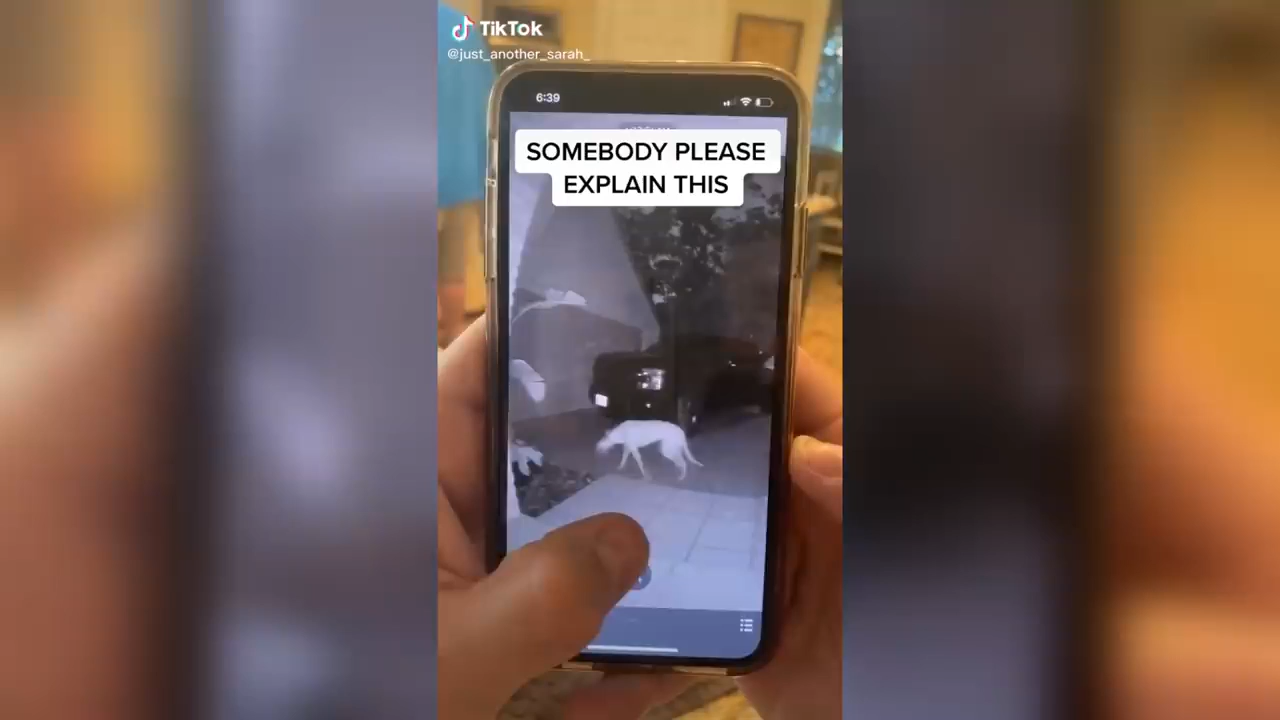 TikTok
@just_another_sarah_
6:39
SOMEBODY PLEASE
EXPLAIN THIS